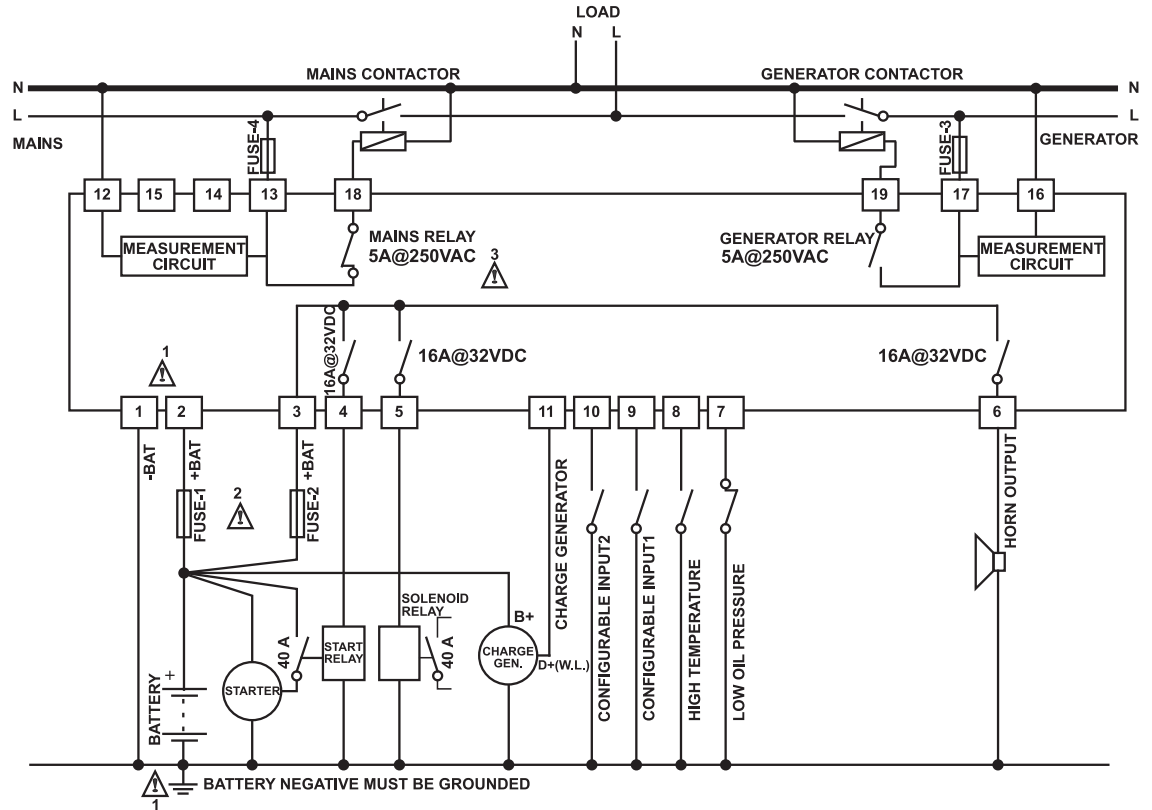 LOAD
N L
MAINS CONTACTOR
GENERATOR CONTACTOR
N
N
L
L
MAINS
GENERATOR
FUSE-4
FUSE-3
12
15
14
13
18
19
17
16
MEASUREMENT
CIRCUIT
MAINS RELAY
5A@250VAC
3
GENERATOR RELAY
5A@250VAC
MEASUREMENT
CIRCUIT
16A@32VDC
16A@32VDC
16A@32VDC
1
1
2
3
4
5
11
10
9
8
7
6
-BAT
+BAT
FUSE-1
2
+BAT
FUSE-2
CHARGE GENERATOR
CONFIGURABLE INPUT2
CONFIGURABLE INPUT1
HIGH TEMPERATURE
LOW OIL PRESSURE
HORN OUTPUT
BATTERY
+
STARTER
40 A
START
RELAY
SOLENOID
RELAY
40 A
B+
CHARGE
GEN.
D+(W.L.)
1
BATTERY NEGATIVE MUST BE GROUNDED